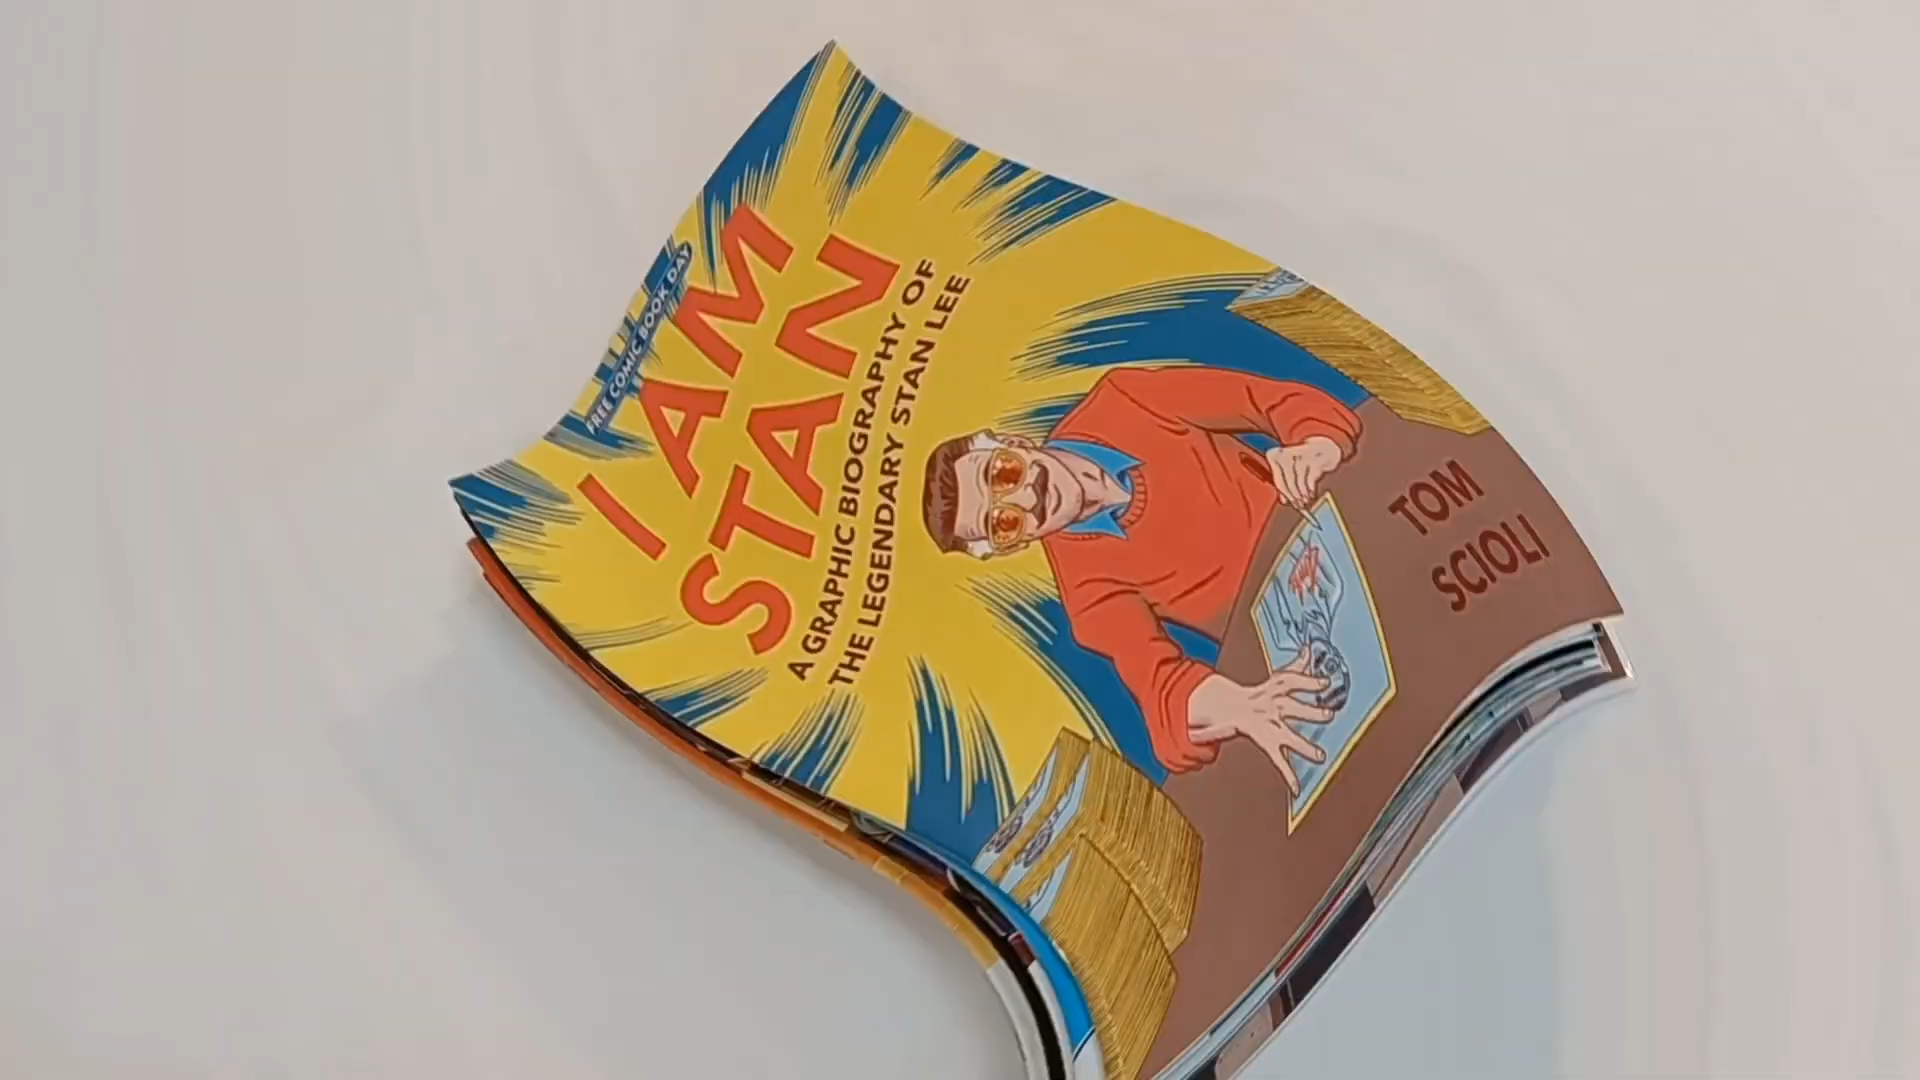 FREE COMIC BOOK DAY
I AM
STAN
A GRAPHIC BIOGRAPHY OF
THE LEGENDARY STAN LEE
TOM
SCIOLI